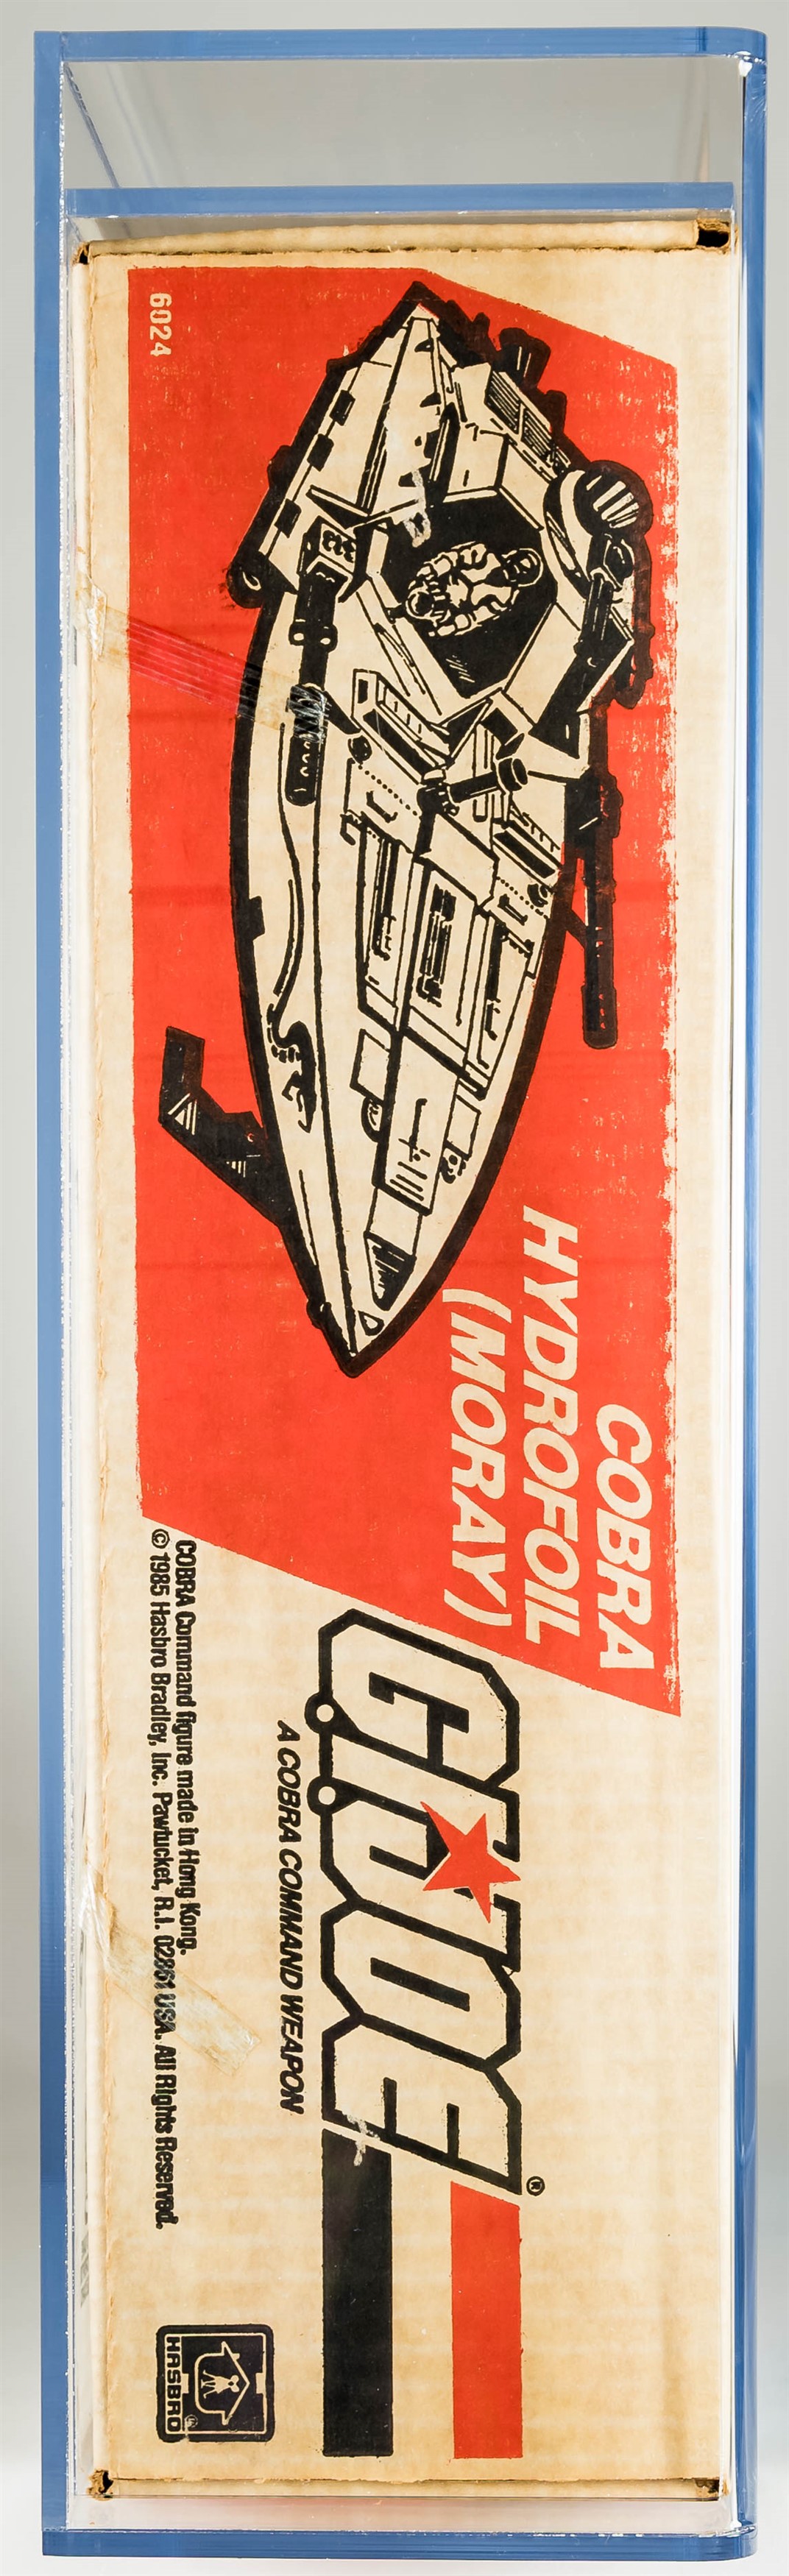 6024
COBRA
HYDROFOIL
(MORAY)
G.I. JOE®
A COBRA COMMAND WEAPON
COBRA Command figure made in Hong Kong.
© 1985 Hasbro Bradley, Inc. Pawtucket, R.I. 02861 USA. All Rights Reserved.
HASBRO